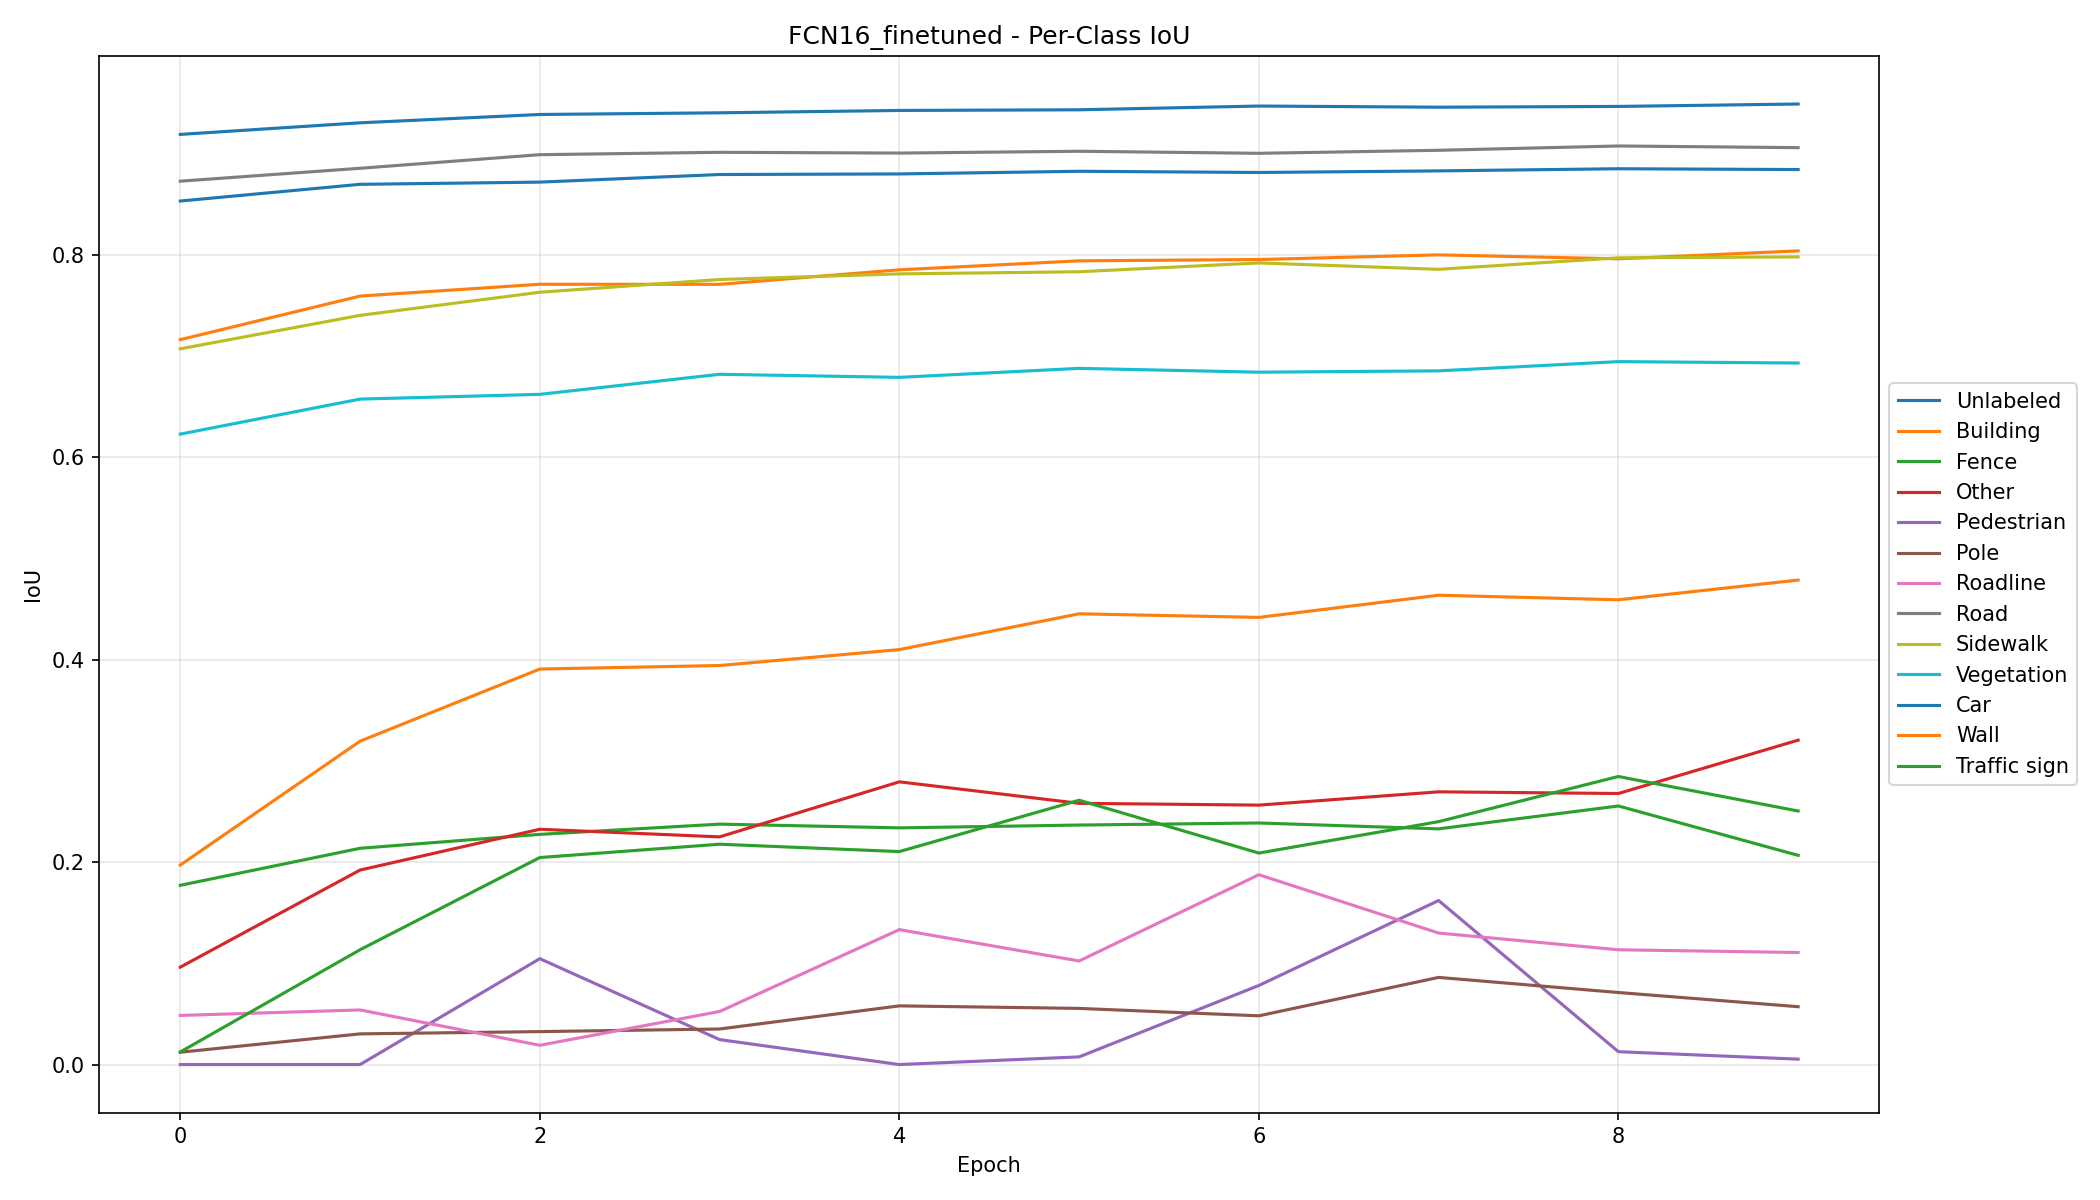 FCN16_finetuned - Per-Class IoU
0.8
0.6
0.4
0.2
0.0
IoU
0
2
4
6
8
Epoch
Unlabeled
Building
Fence
Other
Pedestrian
Pole
Roadline
Road
Sidewalk
Vegetation
Car
Wall
Traffic sign